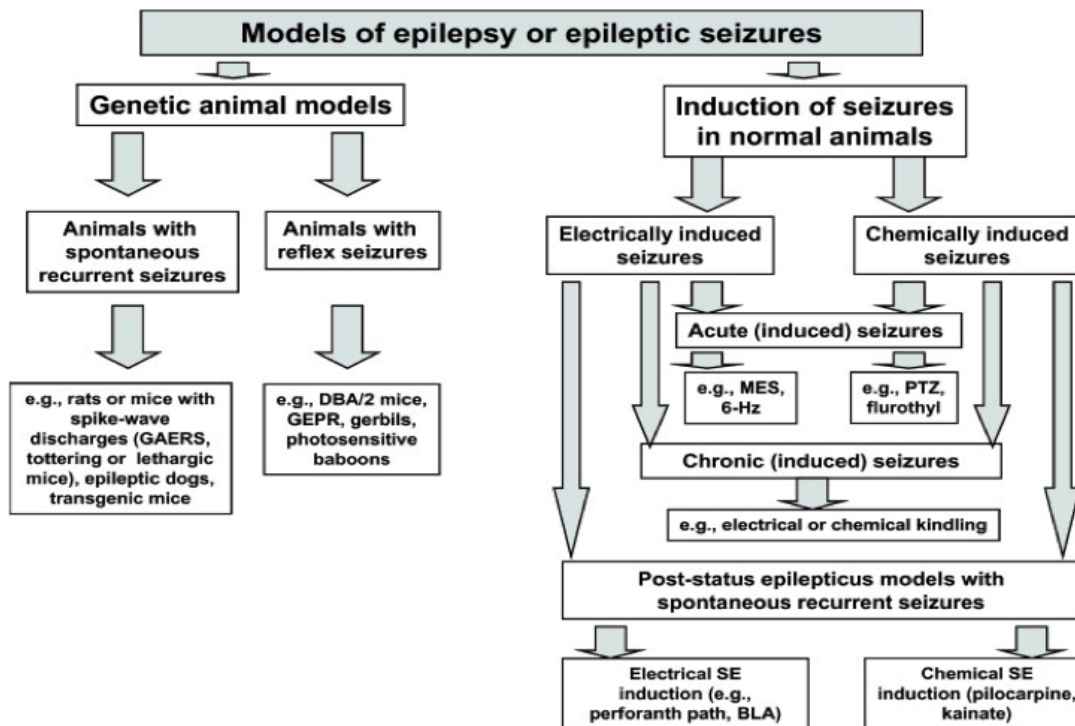 Models of epilepsy or epileptic seizures
Genetic animal models
Induction of seizures
in normal animals
Animals with
spontaneous
recurrent seizures
Animals with
reflex seizures
Electrically induced
seizures
Chemically induced
seizures
Acute (induced) seizures
e.g., rats or mice with
spike-wave
discharges (GAERS,
tottering or lethargic
mice), epileptic dogs,
transgenic mice
e.g., DBA/2 mice,
GEPR, gerbils,
photosensitive
baboons
e.g., MES,
6-Hz
e.g., PTZ,
flurothyl
Chronic (induced) seizures
e.g., electrical or chemical kindling
Post-status epilepticus models with
spontaneous recurrent seizures
Electrical SE
induction (e.g.,
perforanth path, BLA)
Chemical SE
induction (pilocarpine,
kainate)